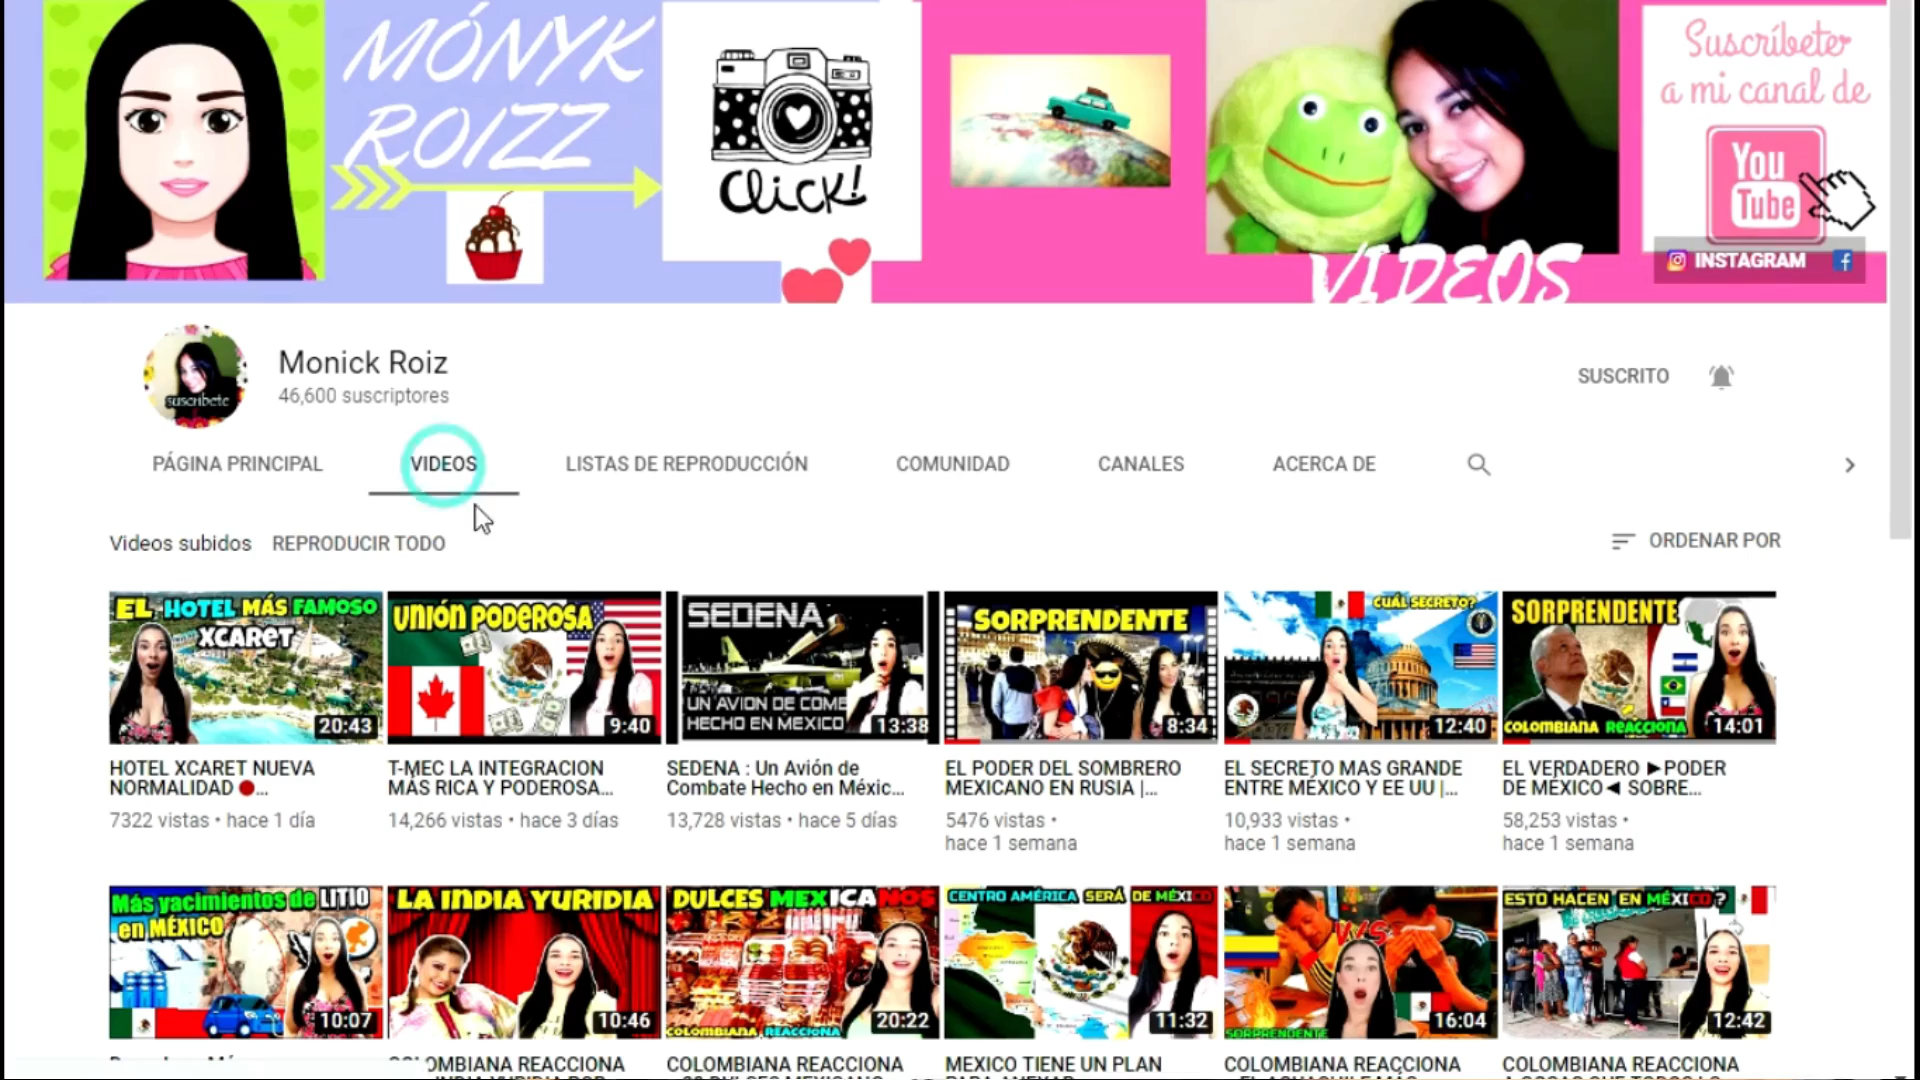 MÓNYK
ROIZZ
Click!
Suscríbete
a mi canal de
You
Tube
VIDEOS
INSTAGRAM
suscribete
Monick Roiz
46,600 suscriptores
SUSCRITO
PÁGINA PRINCIPAL
VIDEOS
LISTAS DE REPRODUCCIÓN
COMUNIDAD
CANALES
ACERCA DE
Videos subidos
REPRODUCIR TODO
ORDENAR POR
EL HOTEL MÁS FAMOSO
XCARET
20:43
UNIÓN PODEROSA
9:40
SEDENA
UN AVION DE COMB
HECHO EN MEXICO
13:38
SORPRENDENTE
8:34
CUÁL SECRETO?
12:40
SORPRENDENTE
COLOMBIANA REACCIONA
14:01
HOTEL XCARET NUEVA
NORMALIDAD 🔴...
7322 vistas • hace 1 día
T-MEC LA INTEGRACION
MÁS RICA Y PODEROSA...
14,266 vistas • hace 3 días
SEDENA : Un Avión de
Combate Hecho en Méxic...
13,728 vistas • hace 5 días
EL PODER DEL SOMBRERO
MEXICANO EN RUSIA |...
5476 vistas •
hace 1 semana
EL SECRETO MAS GRANDE
ENTRE MÉXICO Y EE UU |...
10,933 vistas •
hace 1 semana
EL VERDADERO ►PODER
DE MÉXICO◄ SOBRE...
58,253 vistas •
hace 1 semana
Más yacimientos de LITIO
en MÉXICO
10:07
LA INDIA YURIDIA
10:46
DULCES MEXICANOS
COLOMBIANA REACCIONA
20:22
CENTRO AMÉRICA SERÁ DE MÉXICO
11:32
VS
SORPRENDENTE
16:04
ESTO HACEN EN MÉXICO ?
12:42
COLOMBIANA REACCIONA
COLOMBIANA REACCIONA
MEXICO TIENE UN PLAN
COLOMBIANA REACCIONA
COLOMBIANA REACCIONA